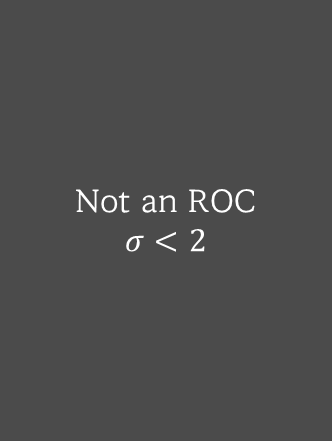 Not an ROC
σ < 2